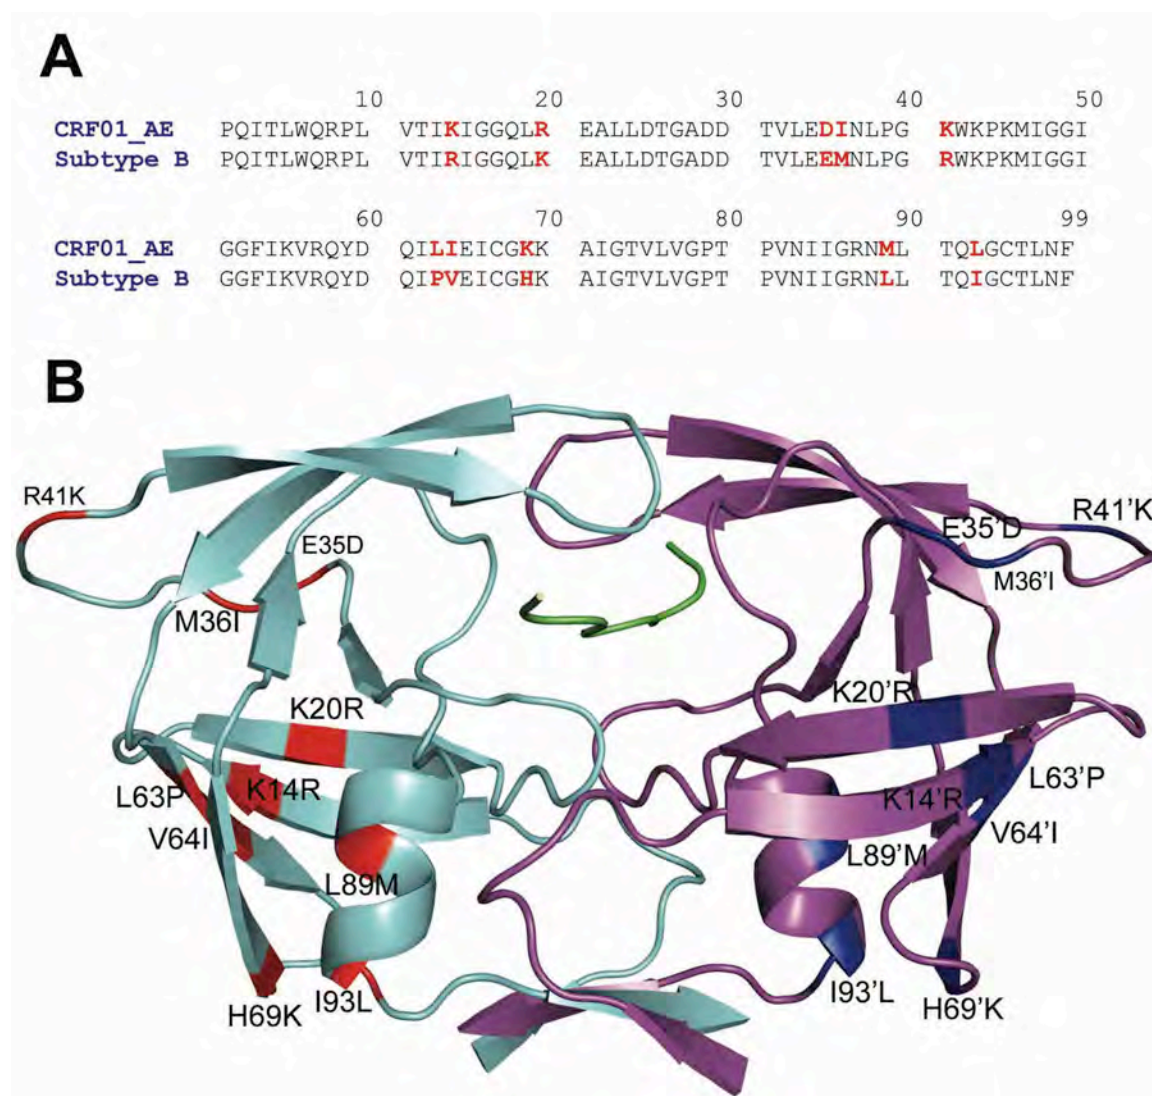 A
10 20 30 40 50
CRF01_AE PQITLWQRPL VTIKIGGQLR EALLDTGADD TVLEDINLPG KWKPKMIGGI
Subtype B PQITLWQRPL VTIRIGGQLK EALLDTGADD TVLEEMNLPG RWKPKMIGGI
60 70 80 90 99
CRF01_AE GGFIKVRQYD QILIEICGKK AIGTVLVGPT PVNIIGRNML TQLGCTLNF
Subtype B GGFIKVRQYD QIPVEICGHK AIGTVLVGPT PVNIIGRNLL TQIGCTLNF
B
R41K
E35D
M36I
R41'K
E35'D
M36'I
K20R
K20'R
L63P
K14R
K14'R
L63'P
V64I
V64'I
L89M
L89'M
H69K
I93L
I93'L
H69'K